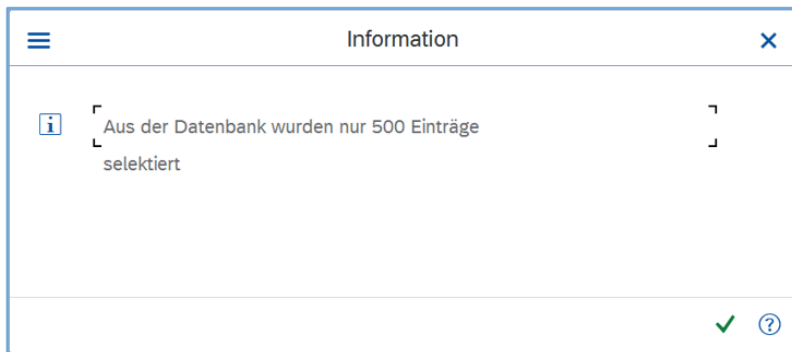 Information
Aus der Datenbank wurden nur 500 Einträge
selektiert